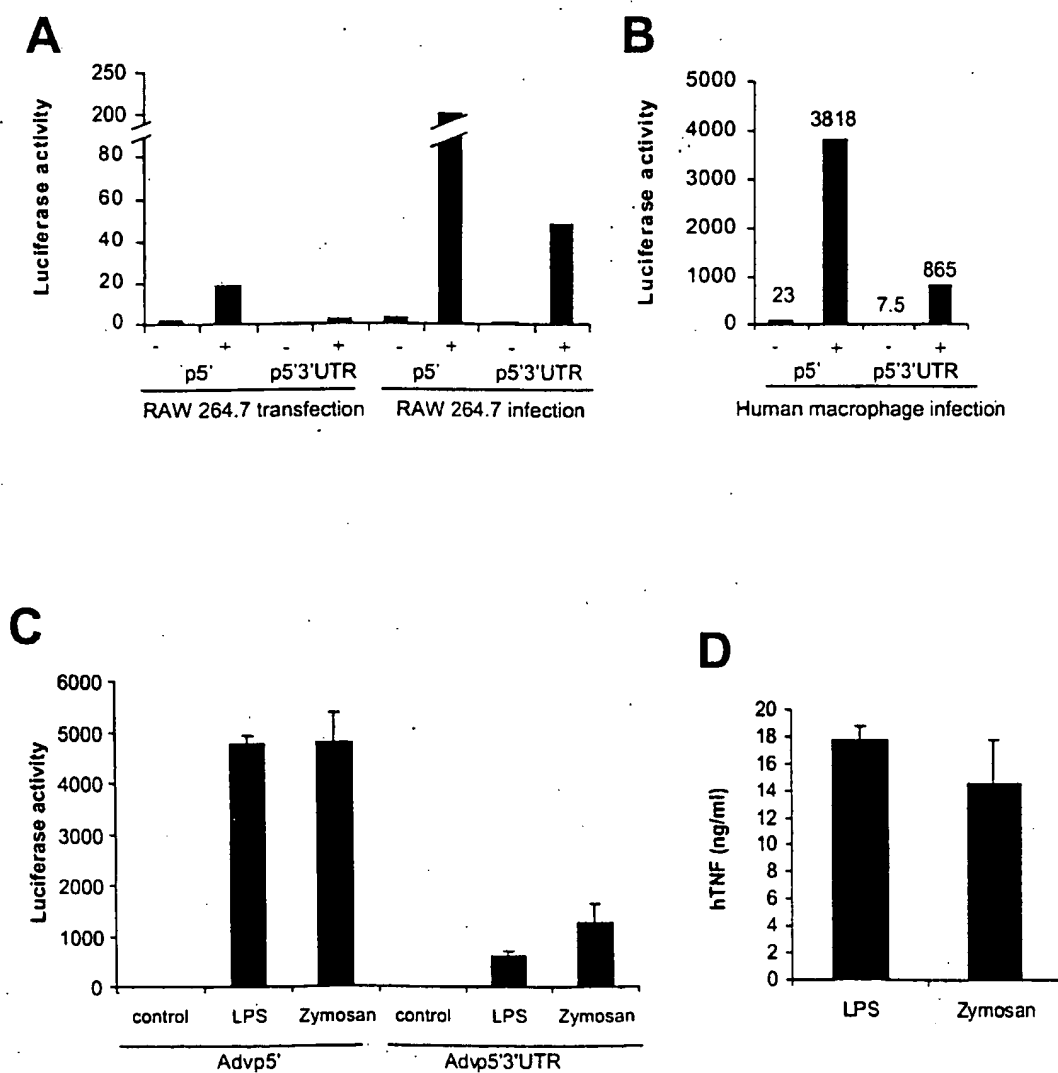 A
Luciferase activity
250
200
80
60
40
20
0
- + - + - + - +
p5' p5'3'UTR p5' p5'3'UTR
RAW 264.7 transfection RAW 264.7 infection
B
Luciferase activity
5000
4000
3000
2000
1000
0
23 3818 7.5 865
- + - +
p5' p5'3'UTR
Human macrophage infection
C
Luciferase activity
6000
5000
4000
3000
2000
1000
0
control LPS Zymosan control LPS Zymosan
Advp5' Advp5'3'UTR
D
hTNF (ng/ml)
20
18
16
14
12
10
8
6
4
2
0
LPS Zymosan